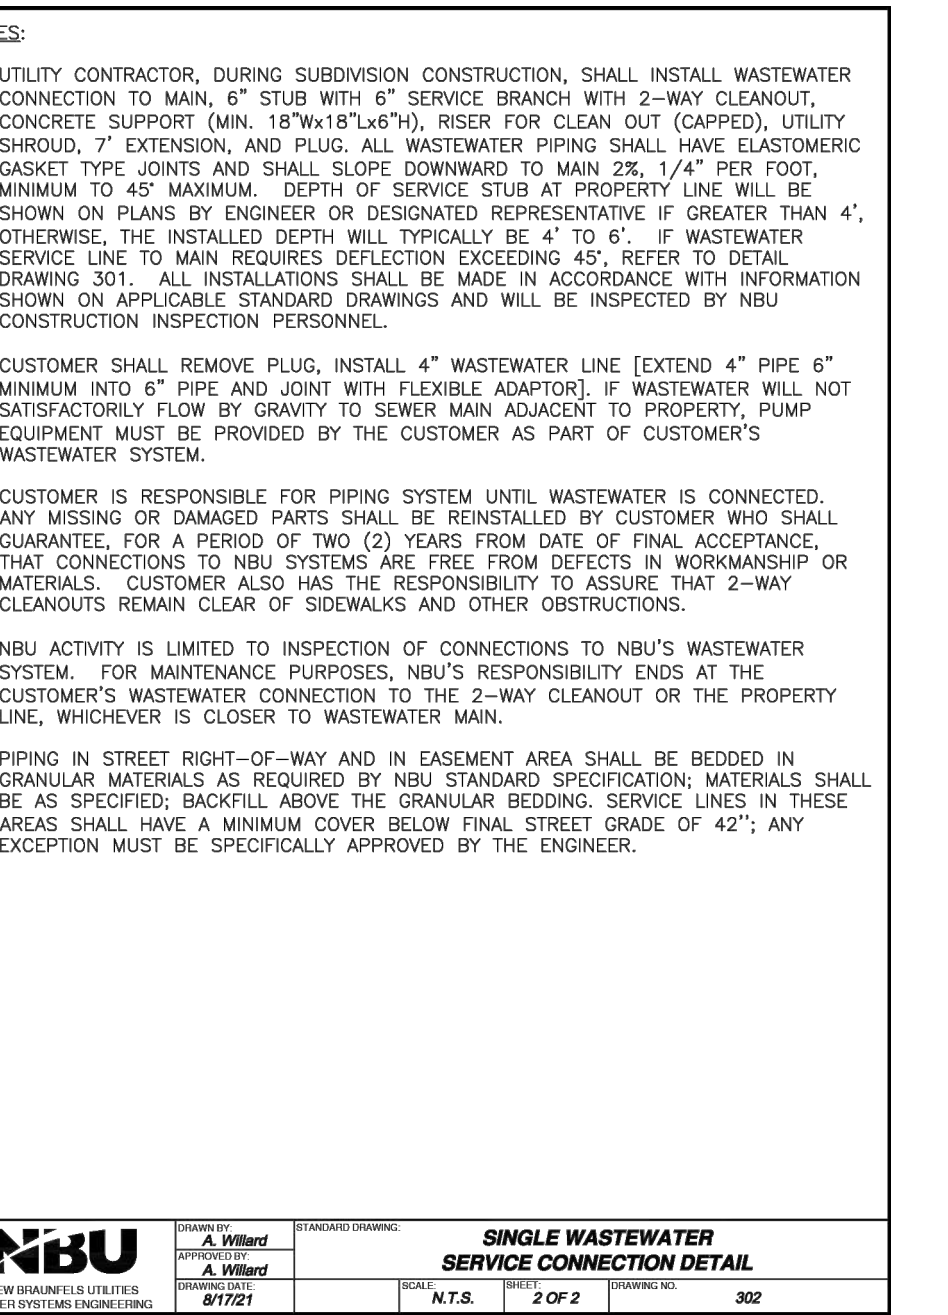 ES:
UTILITY CONTRACTOR, DURING SUBDIVISION CONSTRUCTION, SHALL INSTALL WASTEWATER
CONNECTION TO MAIN, 6" STUB WITH 6" SERVICE BRANCH WITH 2-WAY CLEANOUT,
CONCRETE SUPPORT (MIN. 18"Wx18"Lx6"H), RISER FOR CLEAN OUT (CAPPED), UTILITY
SHROUD, 7' EXTENSION, AND PLUG. ALL WASTEWATER PIPING SHALL HAVE ELASTOMERIC
GASKET TYPE JOINTS AND SHALL SLOPE DOWNWARD TO MAIN 2%, 1/4" PER FOOT,
MINIMUM TO 45° MAXIMUM. DEPTH OF SERVICE STUB AT PROPERTY LINE WILL BE
SHOWN ON PLANS BY ENGINEER OR DESIGNATED REPRESENTATIVE IF GREATER THAN 4',
OTHERWISE, THE INSTALLED DEPTH WILL TYPICALLY BE 4' TO 6'. IF WASTEWATER
SERVICE LINE TO MAIN REQUIRES DEFLECTION EXCEEDING 45°, REFER TO DETAIL
DRAWING 301. ALL INSTALLATIONS SHALL BE MADE IN ACCORDANCE WITH INFORMATION
SHOWN ON APPLICABLE STANDARD DRAWINGS AND WILL BE INSPECTED BY NBU
CONSTRUCTION INSPECTION PERSONNEL.
CUSTOMER SHALL REMOVE PLUG, INSTALL 4" WASTEWATER LINE [EXTEND 4" PIPE 6"
MINIMUM INTO 6" PIPE AND JOINT WITH FLEXIBLE ADAPTOR]. IF WASTEWATER WILL NOT
SATISFACTORILY FLOW BY GRAVITY TO SEWER MAIN ADJACENT TO PROPERTY, PUMP
EQUIPMENT MUST BE PROVIDED BY THE CUSTOMER AS PART OF CUSTOMER'S
WASTEWATER SYSTEM.
CUSTOMER IS RESPONSIBLE FOR PIPING SYSTEM UNTIL WASTEWATER IS CONNECTED.
ANY MISSING OR DAMAGED PARTS SHALL BE REINSTALLED BY CUSTOMER WHO SHALL
GUARANTEE, FOR A PERIOD OF TWO (2) YEARS FROM DATE OF FINAL ACCEPTANCE,
THAT CONNECTIONS TO NBU SYSTEMS ARE FREE FROM DEFECTS IN WORKMANSHIP OR
MATERIALS. CUSTOMER ALSO HAS THE RESPONSIBILITY TO ASSURE THAT 2-WAY
CLEANOUTS REMAIN CLEAR OF SIDEWALKS AND OTHER OBSTRUCTIONS.
NBU ACTIVITY IS LIMITED TO INSPECTION OF CONNECTIONS TO NBU'S WASTEWATER
SYSTEM. FOR MAINTENANCE PURPOSES, NBU'S RESPONSIBILITY ENDS AT THE
CUSTOMER'S WASTEWATER CONNECTION TO THE 2-WAY CLEANOUT OR THE PROPERTY
LINE, WHICHEVER IS CLOSER TO WASTEWATER MAIN.
PIPING IN STREET RIGHT-OF-WAY AND IN EASEMENT AREA SHALL BE BEDDED IN
GRANULAR MATERIALS AS REQUIRED BY NBU STANDARD SPECIFICATION; MATERIALS SHALL
BE AS SPECIFIED; BACKFILL ABOVE THE GRANULAR BEDDING. SERVICE LINES IN THESE
AREAS SHALL HAVE A MINIMUM COVER BELOW FINAL STREET GRADE OF 42''; ANY
EXCEPTION MUST BE SPECIFICALLY APPROVED BY THE ENGINEER.
NBU
EW BRAUNFELS UTILITIES
ER SYSTEMS ENGINEERING
DRAWN BY:
A. Willard
APPROVED BY:
A. Willard
DRAWING DATE:
8/17/21
STANDARD DRAWING:
SINGLE WASTEWATER
SERVICE CONNECTION DETAIL
SCALE:
N.T.S.
SHEET:
2 OF 2
DRAWING NO.
302